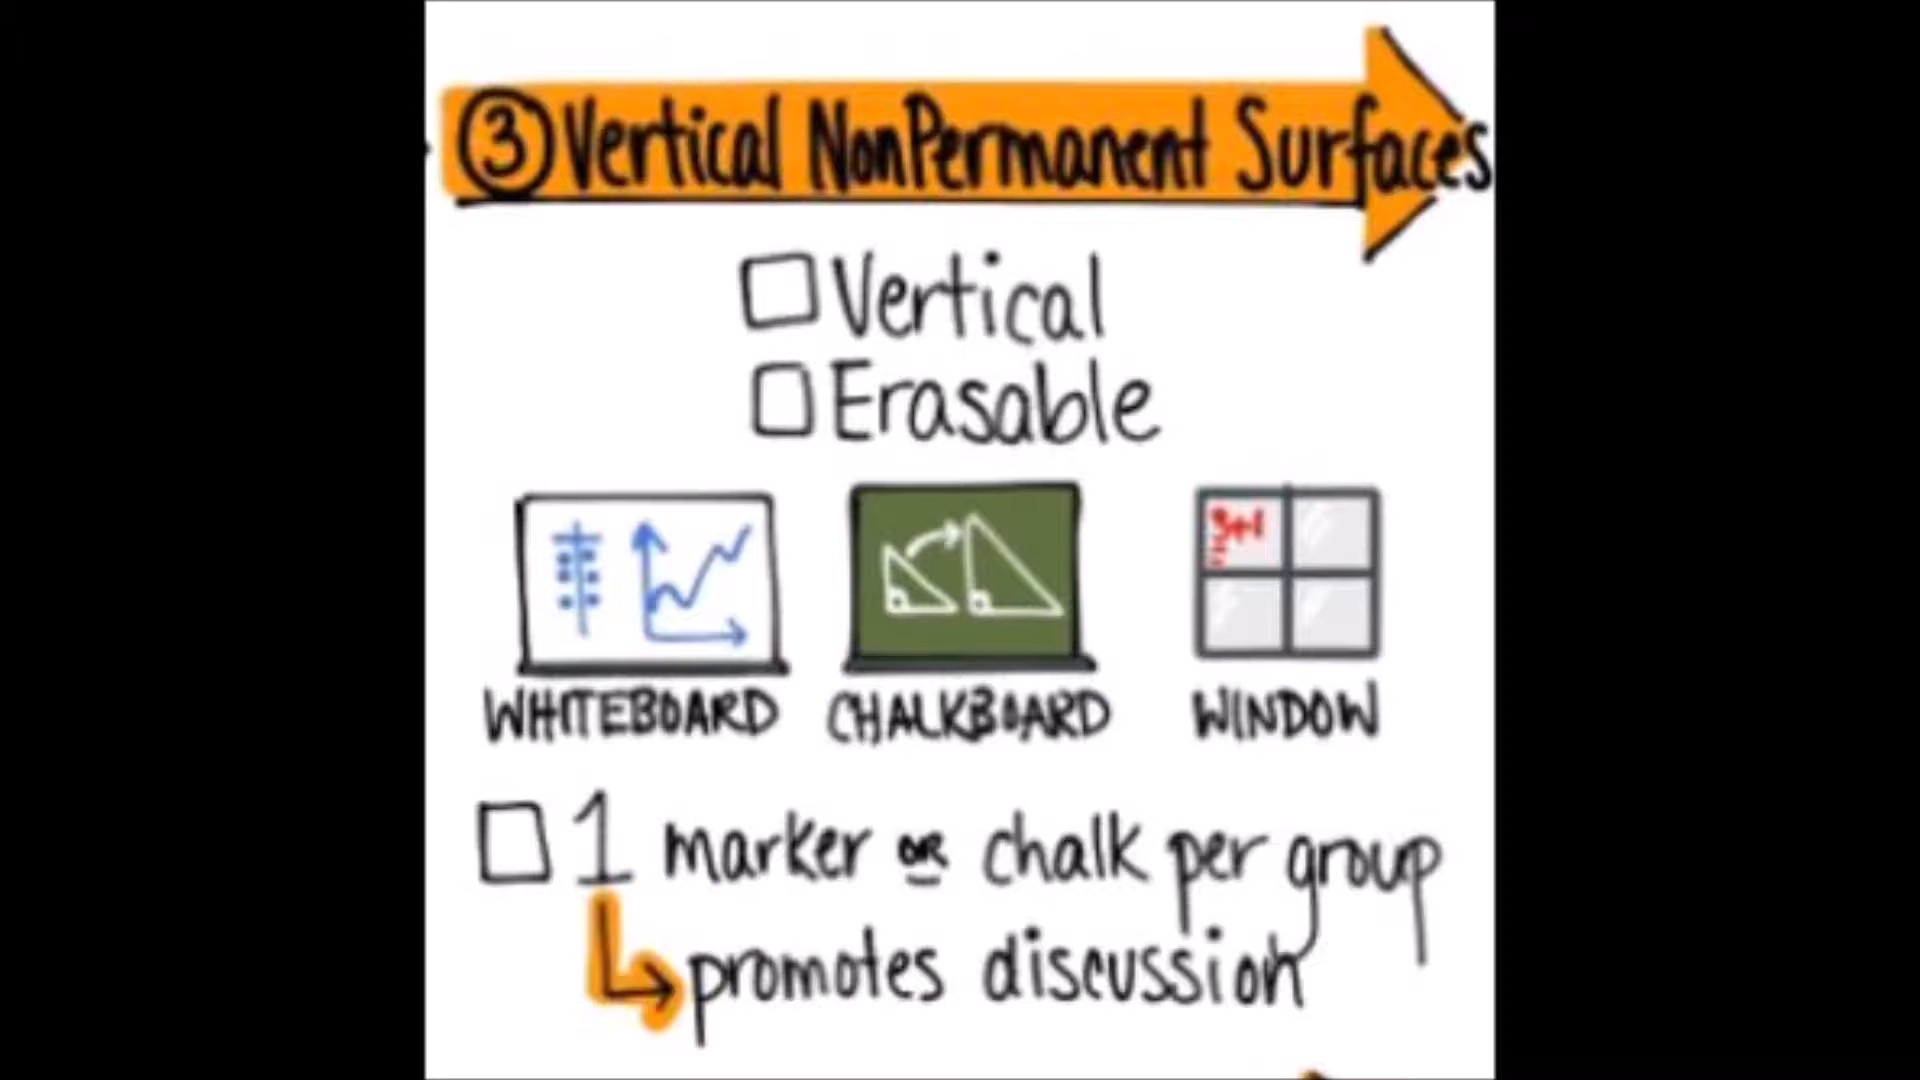 3 Vertical NonPermanent Surfaces
Vertical
Erasable
WHITEBOARD CHALKBOARD WINDOW
1 marker OR chalk per group
promotes discussion